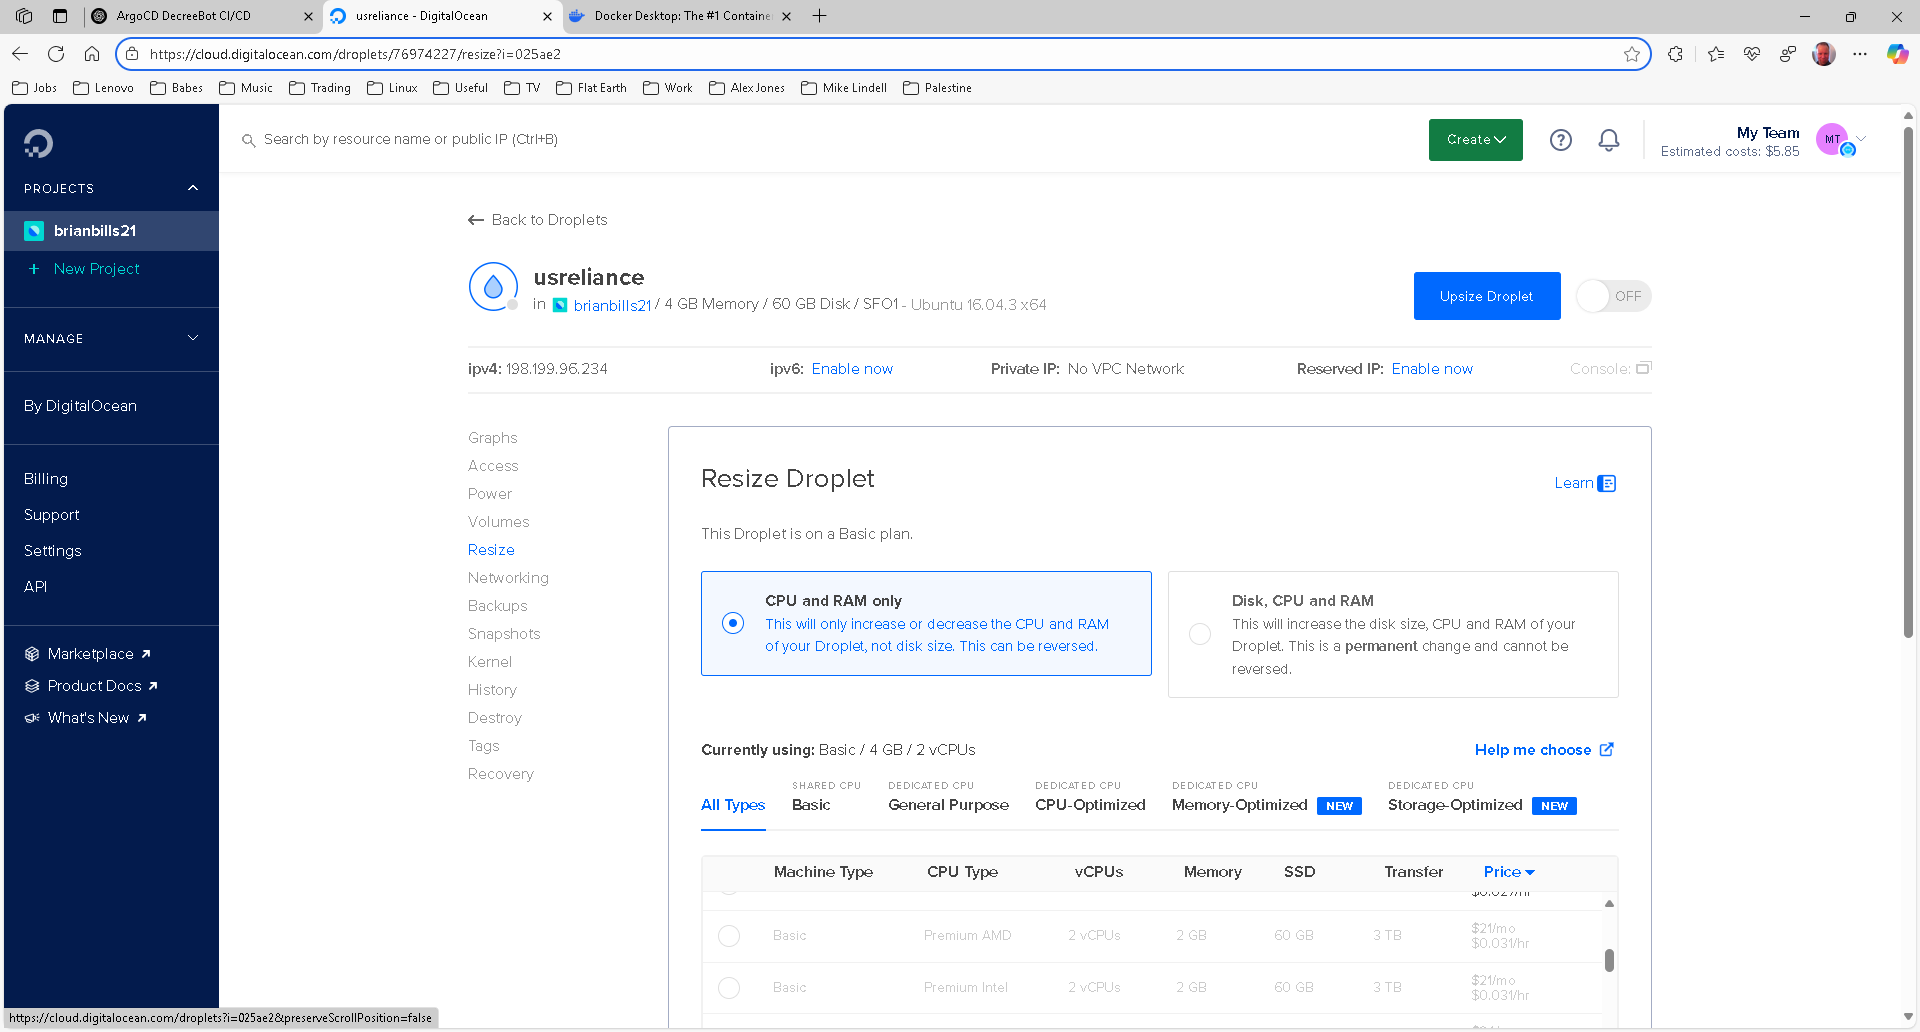 ArgoCD DecreeBot CI/CD
usreliance - DigitalOcean
Docker Desktop: The #1 Containe
https://cloud.digitalocean.com/droplets/76974227/resize?i=025ae2
Jobs
Lenovo
Babes
Music
Trading
Linux
Useful
TV
Flat Earth
Work
Alex Jones
Mike Lindell
Palestine
Search by resource name or public IP (Ctrl+B)
Create
My Team
Estimated costs: $5.85
MT
PROJECTS
brianbills21
+ New Project
MANAGE
By DigitalOcean
Billing
Support
Settings
API
Marketplace
Product Docs
What's New
Back to Droplets
usreliance
in brianbills21 / 4 GB Memory / 60 GB Disk / SFO1 - Ubuntu 16.04.3 x64
Upsize Droplet
OFF
ipv4: 198.199.96.234
ipv6: Enable now
Private IP: No VPC Network
Reserved IP: Enable now
Console:
Graphs
Access
Power
Volumes
Resize
Networking
Backups
Snapshots
Kernel
History
Destroy
Tags
Recovery
Resize Droplet
Learn
This Droplet is on a Basic plan.
CPU and RAM only
This will only increase or decrease the CPU and RAM
of your Droplet, not disk size. This can be reversed.
Disk, CPU and RAM
This will increase the disk size, CPU and RAM of your
Droplet. This is a permanent change and cannot be
reversed.
Currently using: Basic / 4 GB / 2 vCPUs
Help me choose
All Types
SHARED CPU
Basic
DEDICATED CPU
General Purpose
DEDICATED CPU
CPU-Optimized
DEDICATED CPU
Memory-Optimized NEW
DEDICATED CPU
Storage-Optimized NEW
Machine Type CPU Type vCPUs Memory SSD Transfer Price
Basic Premium AMD 2 vCPUs 2 GB 60 GB 3 TB $21/mo
$0.031/hr
Basic Premium Intel 2 vCPUs 2 GB 60 GB 3 TB $21/mo
$0.031/hr
https://cloud.digitalocean.com/droplets?i=025ae2&preserveScrollPosition=false